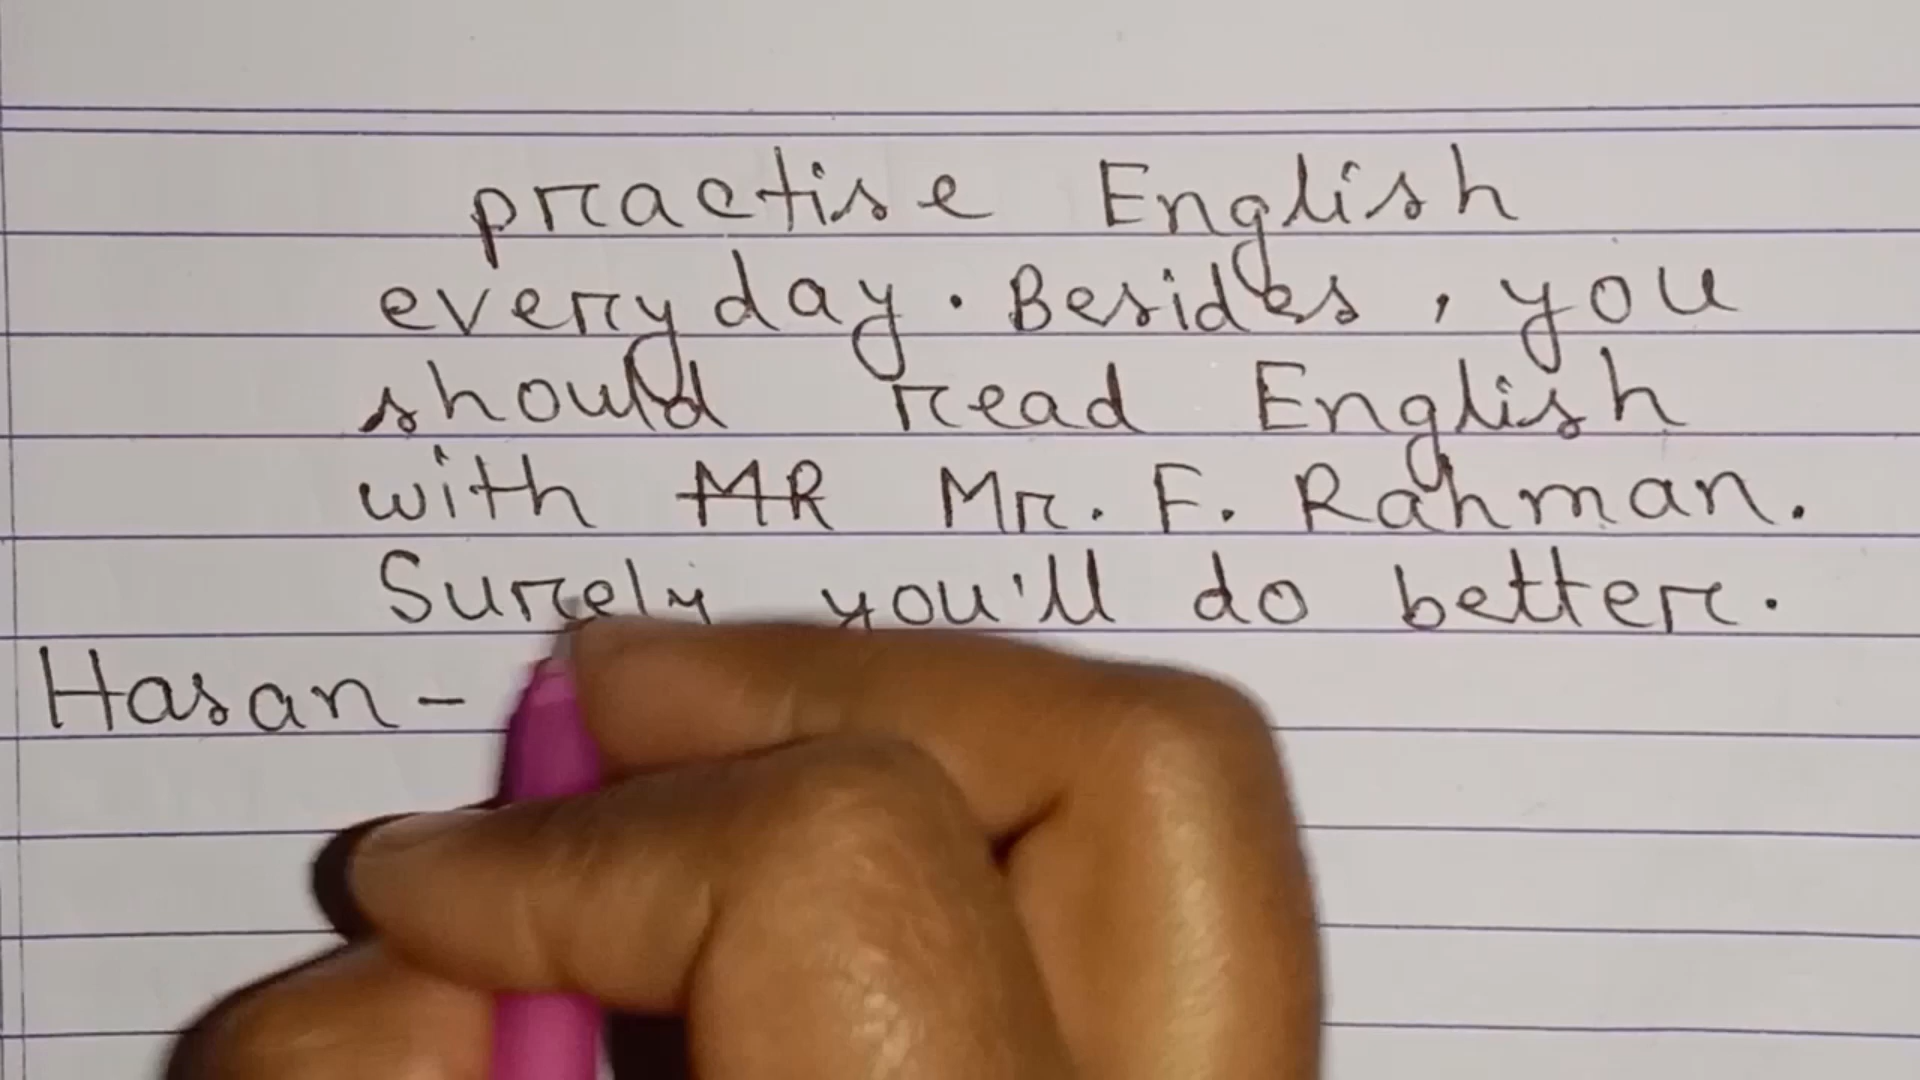 practise English
everyday. Besides, you
should read English
with MR Mr. F. Rahman.
Surely you'll do better.
Hasan -